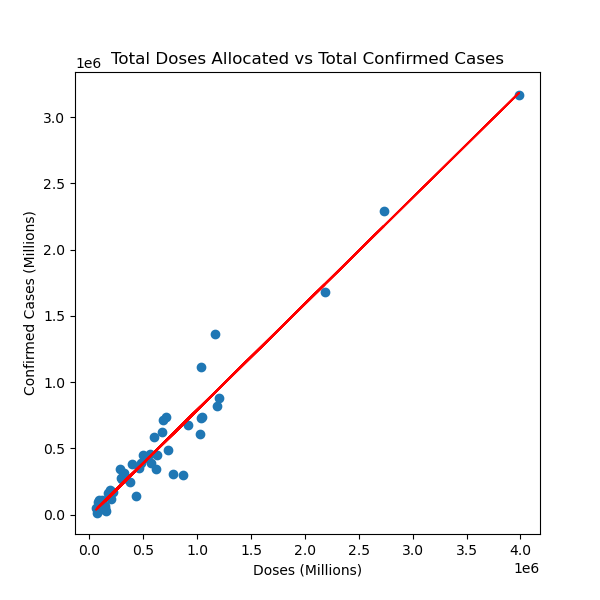 Total Doses Allocated vs Total Confirmed Cases
1e6
3.0
2.5
2.0
1.5
1.0
0.5
0.0
Confirmed Cases (Millions)
0.0 0.5 1.0 1.5 2.0 2.5 3.0 3.5 4.0
1e6
Doses (Millions)